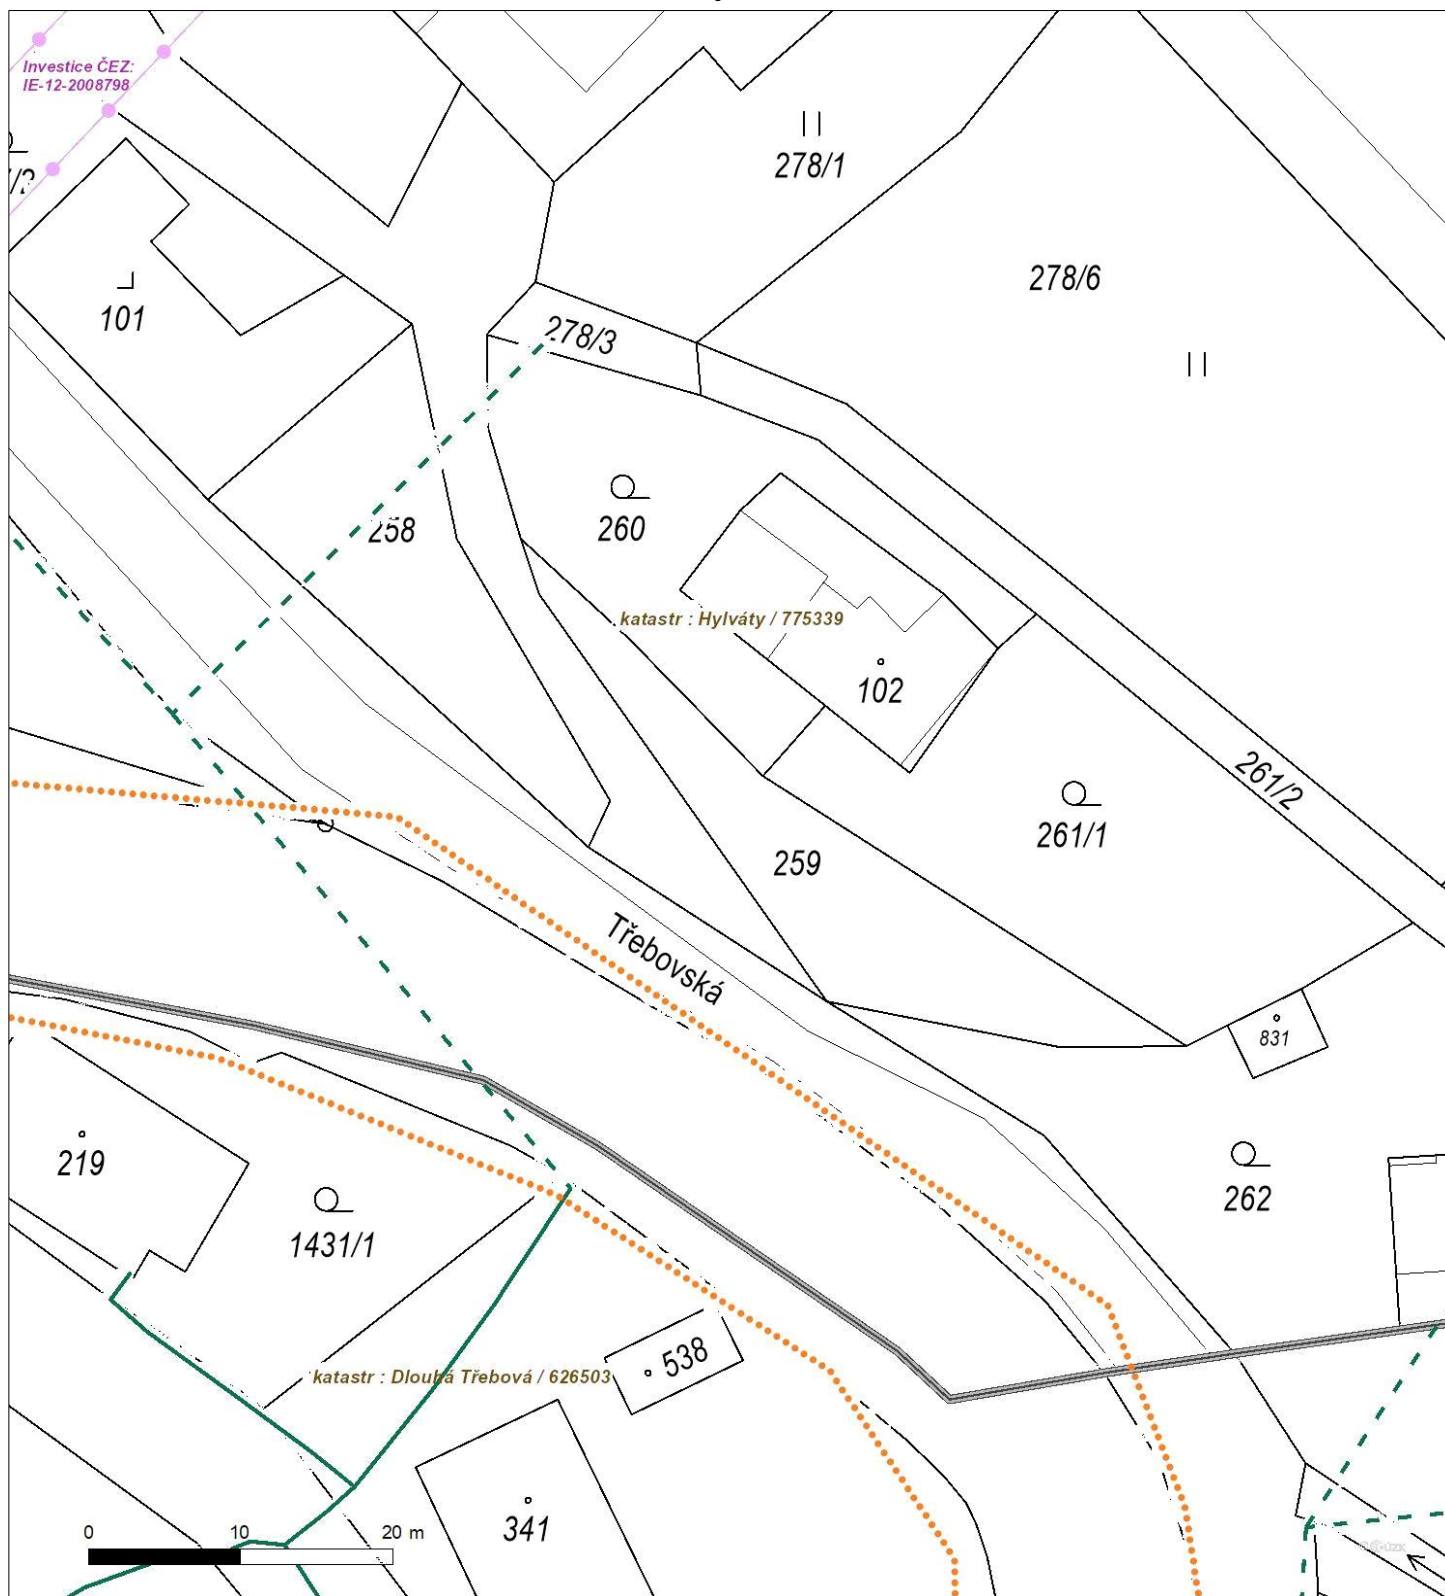 Investice ČEZ:
IE-12-2008798
278/1
278/6
101
278/3
258
260
katastr : Hylváty / 775339
102
261/2
261/1
259
Třebovská
831
219
262
1431/1
538
katastr : Dlouhá Třebová / 626503
341
0 10 20 m